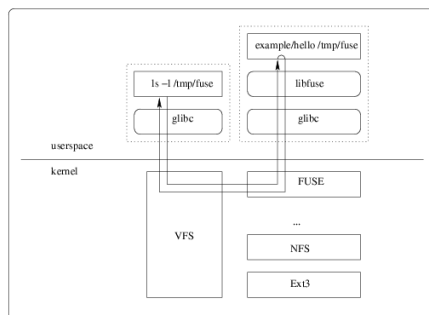 example/hello /tmp/fuse
ls −l /tmp/fuse
libfuse
glibc
glibc
userspace
kernel
FUSE
VFS
...
NFS
Ext3